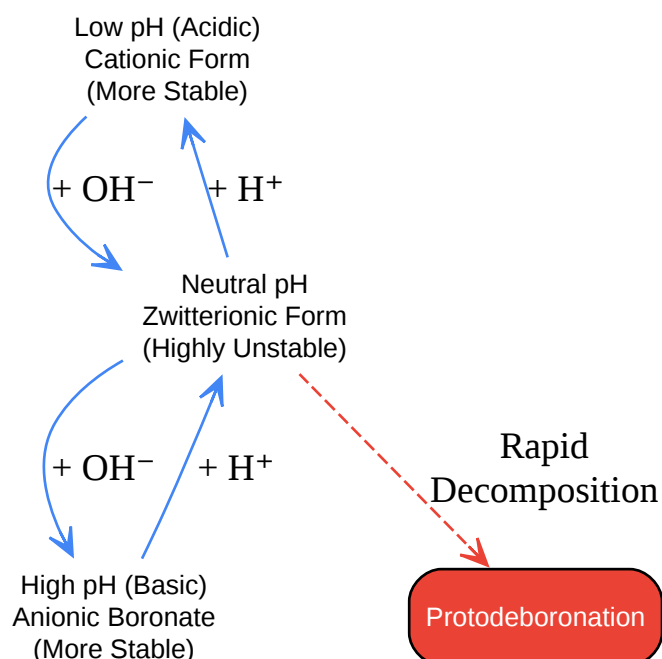 Low pH (Acidic)
Cationic Form
(More Stable)
+ OH⁻
+ H⁺
Neutral pH
Zwitterionic Form
(Highly Unstable)
+ OH⁻
+ H⁺
Rapid
Decomposition
High pH (Basic)
Anionic Boronate
(More Stable)
Protodeboronation